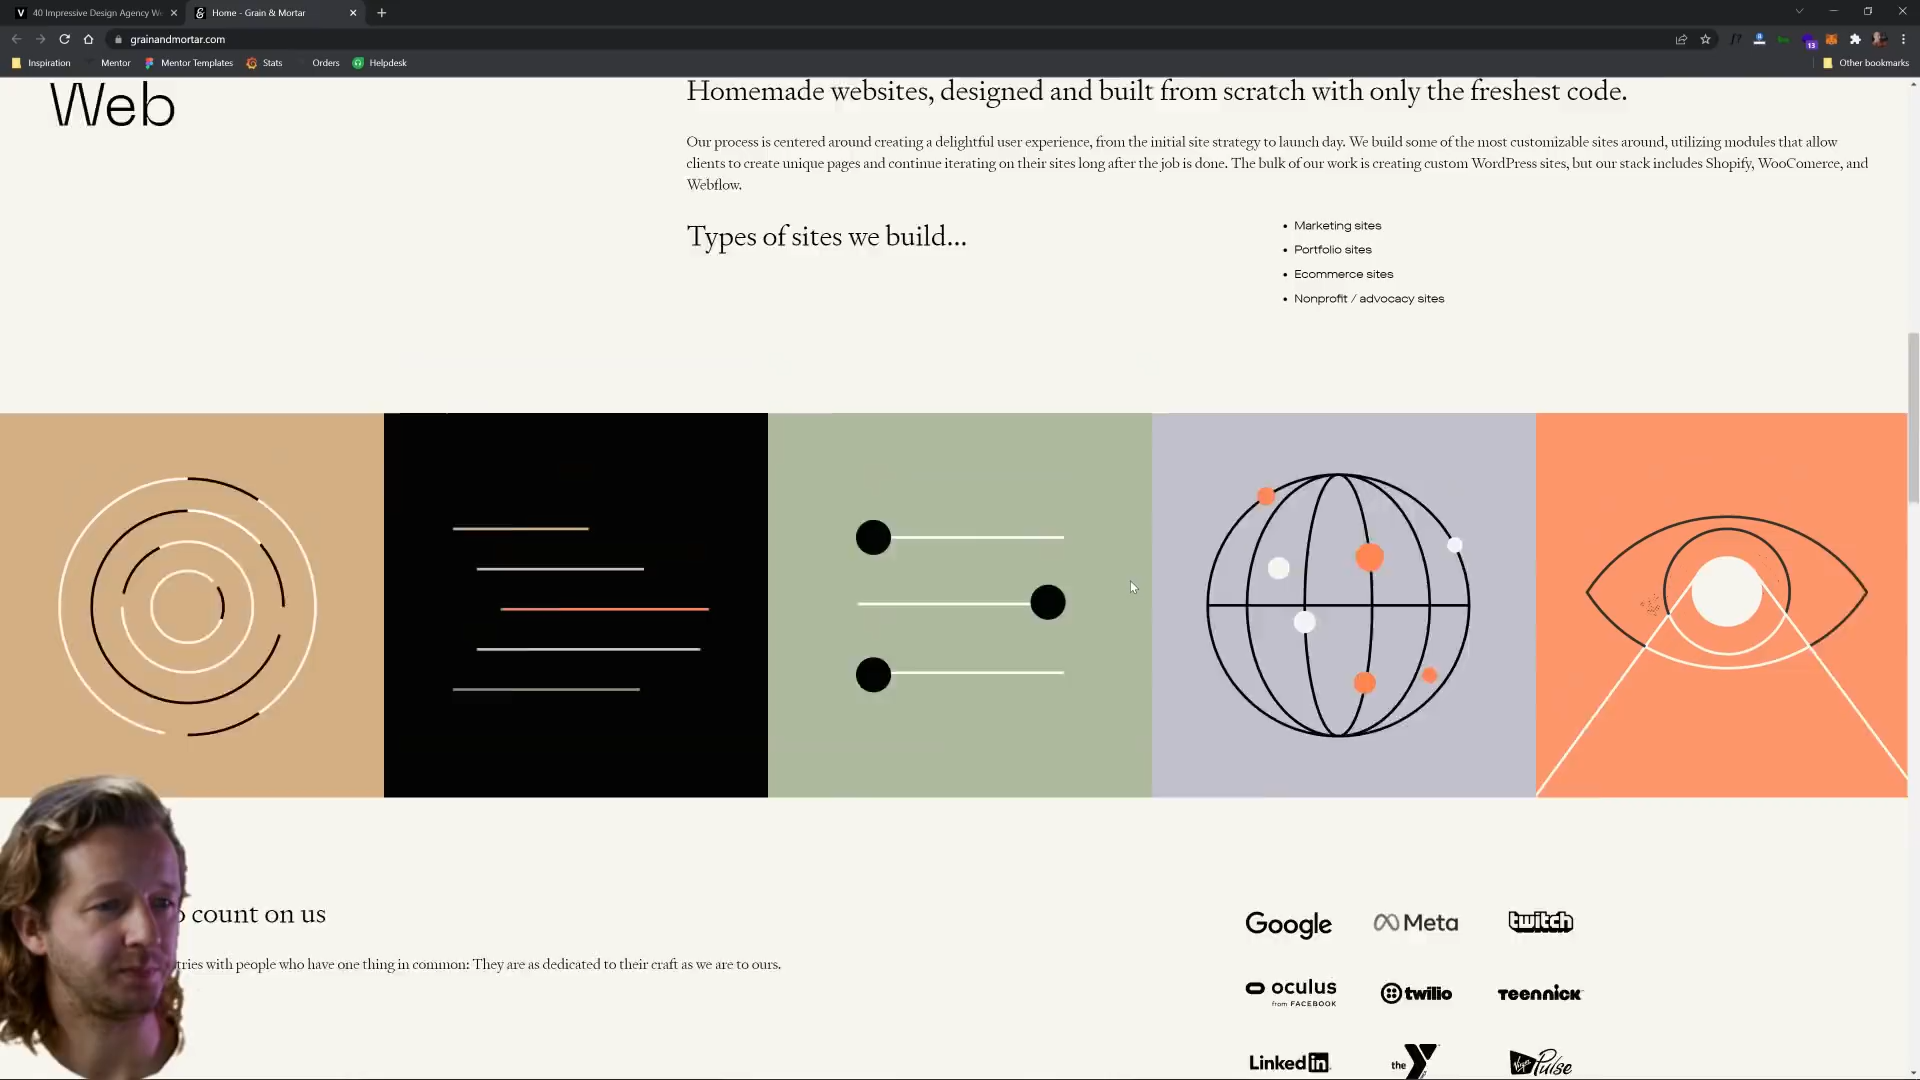 40 Impressive Design Agency We
Home - Grain & Mortar
grainandmortar.com
13
Inspiration
Mentor
Mentor Templates
Stats
Orders
Helpdesk
Other bookmarks
Web
Homemade websites, designed and built from scratch with only the freshest code.
Our process is centered around creating a delightful user experience, from the initial site strategy to launch day. We build some of the most customizable sites around, utilizing modules that allow
clients to create unique pages and continue iterating on their sites long after the job is done. The bulk of our work is creating custom WordPress sites, but our stack includes Shopify, WooComerce, and
Webflow.
Types of sites we build...
Marketing sites
Portfolio sites
Ecommerce sites
Nonprofit / advocacy sites
count on us
tries with people who have one thing in common: They are as dedicated to their craft as we are to ours.
Google
Meta
twitch
oculus
from FACEBOOK
twilio
TEENNICK
LinkedIn
the Y
Virgin Pulse